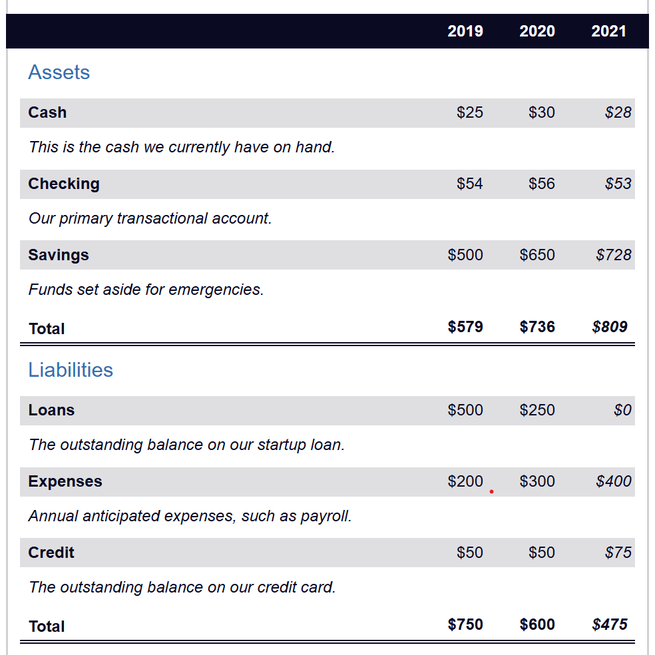 2019 2020 2021
Assets
Cash $25 $30 $28
This is the cash we currently have on hand.
Checking $54 $56 $53
Our primary transactional account.
Savings $500 $650 $728
Funds set aside for emergencies.
Total $579 $736 $809
Liabilities
Loans $500 $250 $0
The outstanding balance on our startup loan.
Expenses $200 $300 $400
Annual anticipated expenses, such as payroll.
Credit $50 $50 $75
The outstanding balance on our credit card.
Total $750 $600 $475